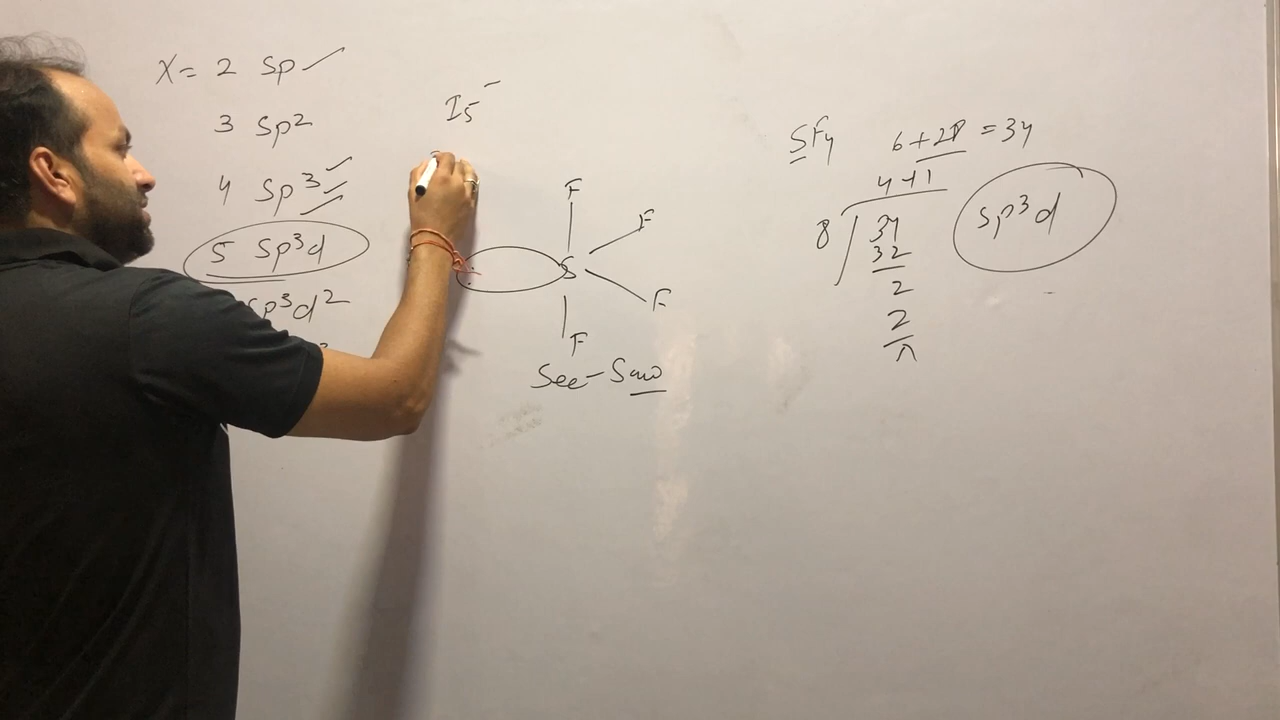 X = 2 Sp ✓
3 Sp²
4 Sp³
5 Sp³d
Sp³d²
I5⁻
F
F
S
F
F
See-Saw
SF4 6+28 = 34
4+1
8 34
32
2
2
Sp³d